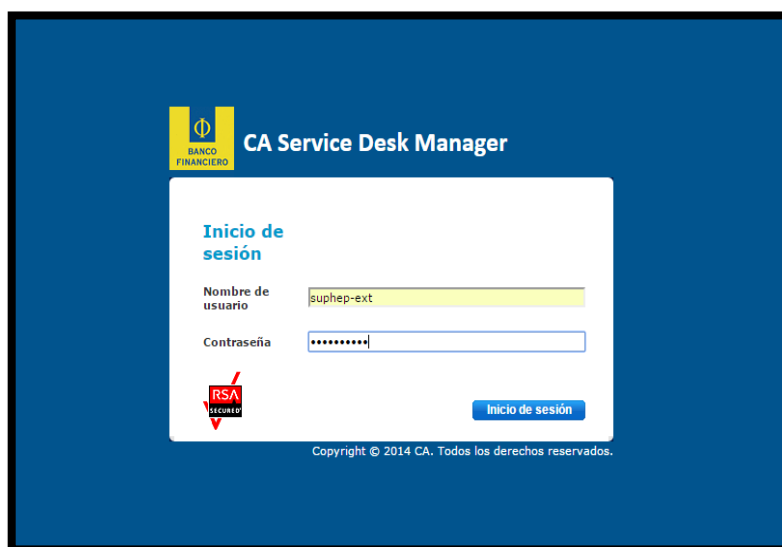 Φ
BANCO
FINANCIERO
CA Service Desk Manager
Inicio de
sesión
Nombre de
usuario
suphep-ext
Contraseña
••••••••••
RSA
SECURED
Inicio de sesión
Copyright © 2014 CA. Todos los derechos reservados.